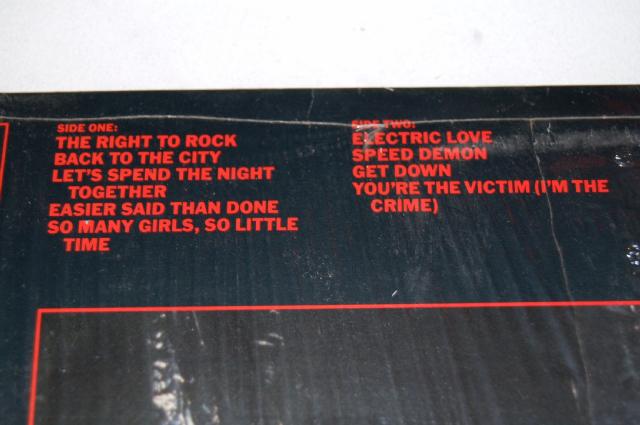 SIDE ONE:
THE RIGHT TO ROCK
BACK TO THE CITY
LET'S SPEND THE NIGHT
TOGETHER
EASIER SAID THAN DONE
SO MANY GIRLS, SO LITTLE
TIME
SIDE TWO:
ELECTRIC LOVE
SPEED DEMON
GET DOWN
YOU'RE THE VICTIM (I'M THE
CRIME)